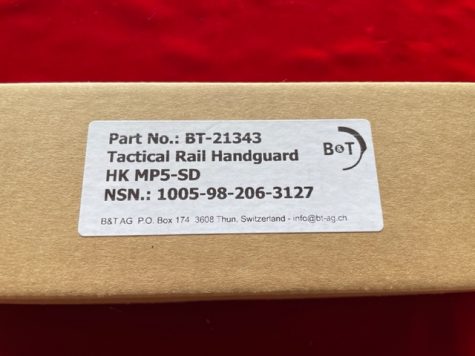 Part No.: BT-21343
Tactical Rail Handguard
HK MP5-SD
NSN.: 1005-98-206-3127
B&T
B&T AG P.O. Box 174 3608 Thun, Switzerland - info@bt-ag.ch